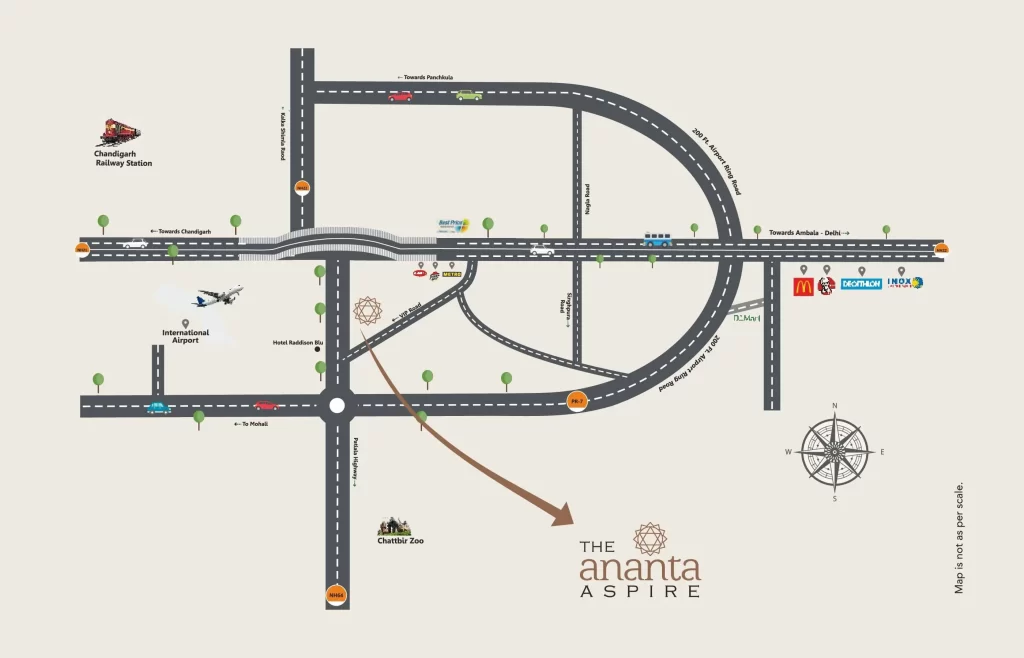 ← Towards Panchkula
← Kalka Shimla Road
200 Ft. Airport Ring Road
Chandigarh
Railway Station
Nagla Road
← Towards Chandigarh
Best Price
Towards Ambala - Delhi →
METRO
DECATHLON
INOX
International
Airport
← VIP Road
Singhpura
Road →
D Mart
Hotel Raddison Blu
200 Ft. Airport Ring Road
PR-7
← To Mohali
Patiala Highway →
N
W
E
S
Chattbir Zoo
THE
ananta
ASPIRE
NH64
Map is not as per scale.